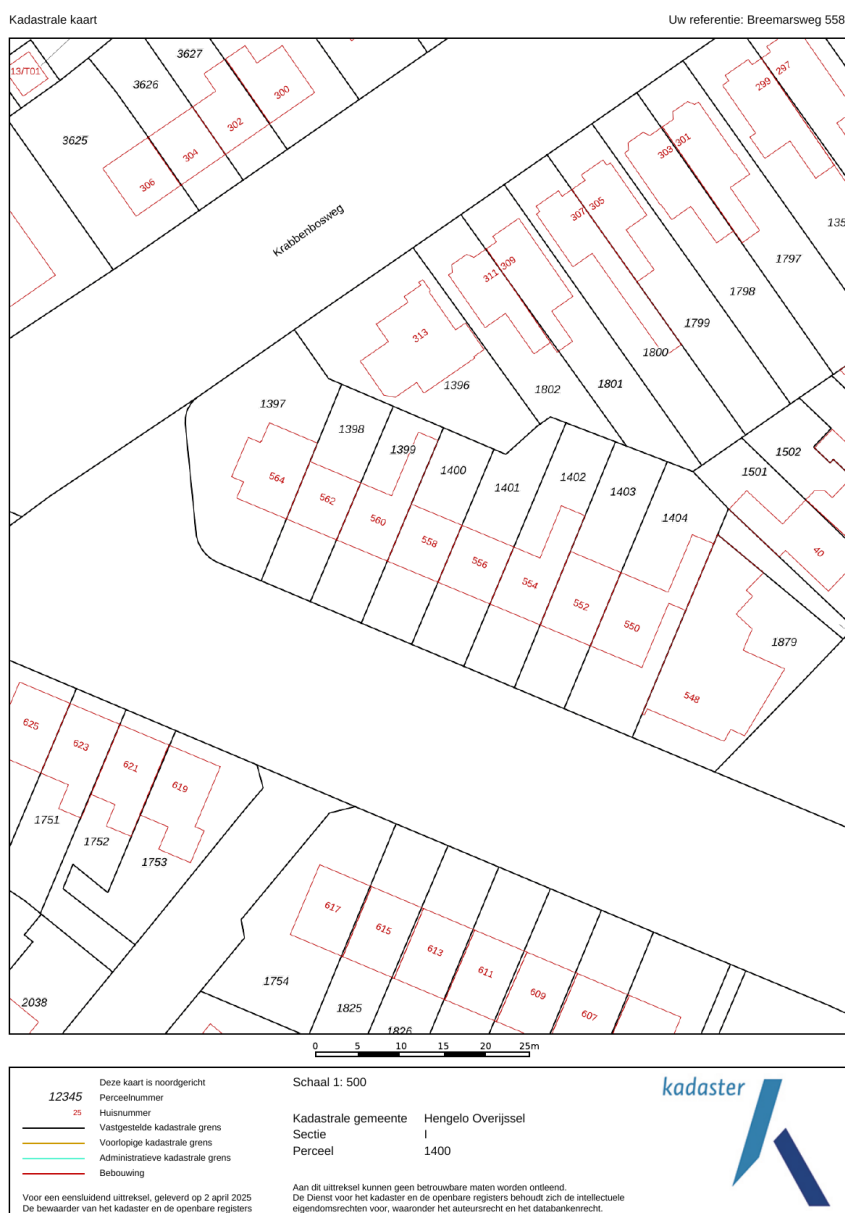 Kadastrale kaart
Uw referentie: Breemarsweg 558
13/T01
3627
3626
3625
300
302
304
306
Krabbenbosweg
299 297
303 301
307 305
311 309
313
135
1797
1798
1799
1800
1801
1802
1396
1397
1398
1399
1400
1401
1402
1403
1404
1501
1502
40
564
562
560
558
556
554
552
550
548
1879
625
623
621
619
1751
1752
1753
617
615
613
611
609
607
1754
1825
1826
2038
0 5 10 15 20 25m
Deze kaart is noordgericht
12345 Perceelnummer
25 Huisnummer
Vastgestelde kadastrale grens
Voorlopige kadastrale grens
Administratieve kadastrale grens
Bebouwing
Voor een eensluidend uittreksel, geleverd op 2 april 2025
De bewaarder van het kadaster en de openbare registers
Schaal 1: 500
Kadastrale gemeente Hengelo Overijssel
Sectie I
Perceel 1400
Aan dit uittreksel kunnen geen betrouwbare maten worden ontleend.
De Dienst voor het kadaster en de openbare registers behoudt zich de intellectuele
eigendomsrechten voor, waaronder het auteursrecht en het databankenrecht.
kadaster